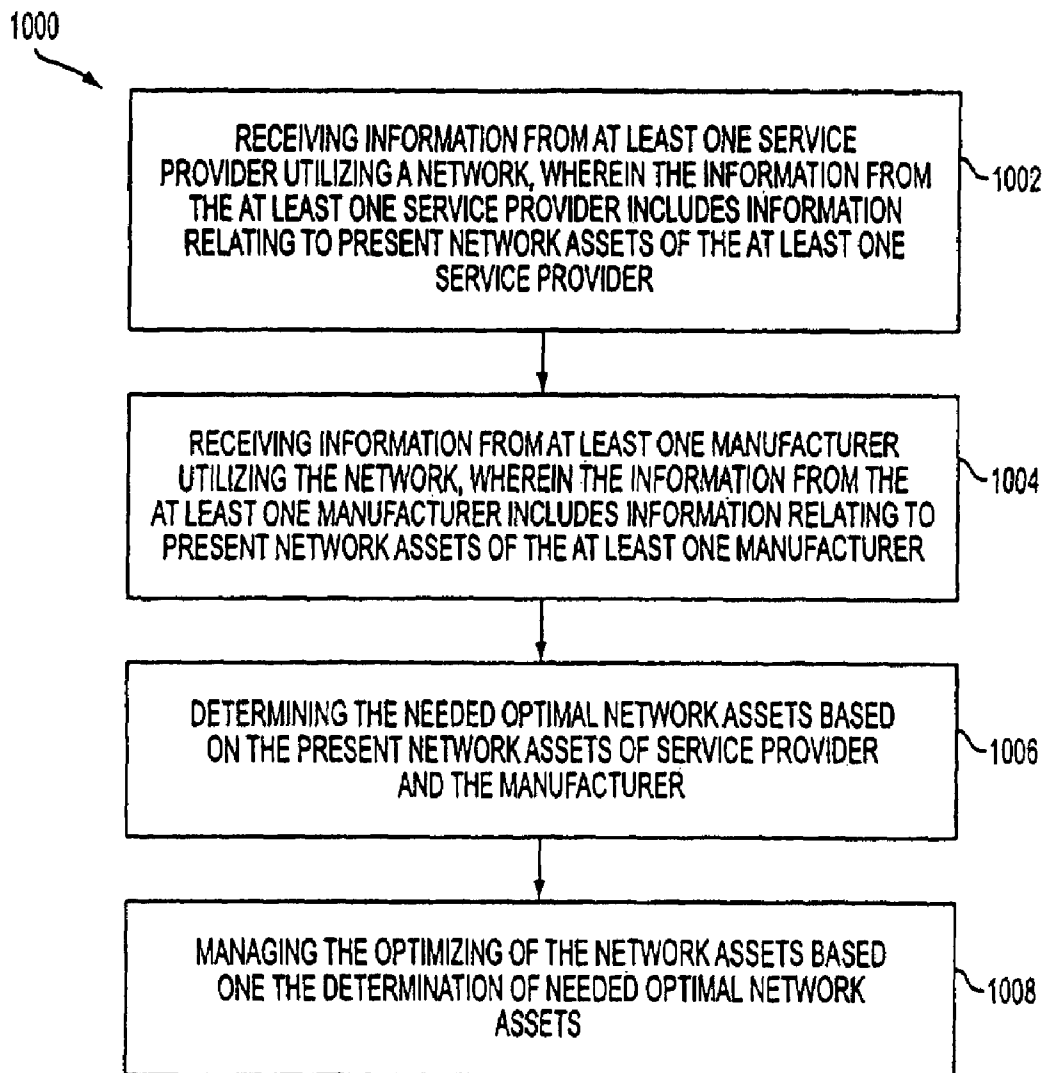 1000
RECEIVING INFORMATION FROM AT LEAST ONE SERVICE
PROVIDER UTILIZING A NETWORK, WHEREIN THE INFORMATION FROM
THE AT LEAST ONE SERVICE PROVIDER INCLUDES INFORMATION
RELATING TO PRESENT NETWORK ASSETS OF THE AT LEAST ONE
SERVICE PROVIDER
1002
RECEIVING INFORMATION FROM AT LEAST ONE MANUFACTURER
UTILIZING THE NETWORK, WHEREIN THE INFORMATION FROM THE
AT LEAST ONE MANUFACTURER INCLUDES INFORMATION RELATING TO
PRESENT NETWORK ASSETS OF THE AT LEAST ONE MANUFACTURER
1004
DETERMINING THE NEEDED OPTIMAL NETWORK ASSETS BASED
ON THE PRESENT NETWORK ASSETS OF SERVICE PROVIDER
AND THE MANUFACTURER
1006
MANAGING THE OPTIMIZING OF THE NETWORK ASSETS BASED
ONE THE DETERMINATION OF NEEDED OPTIMAL NETWORK
ASSETS
1008